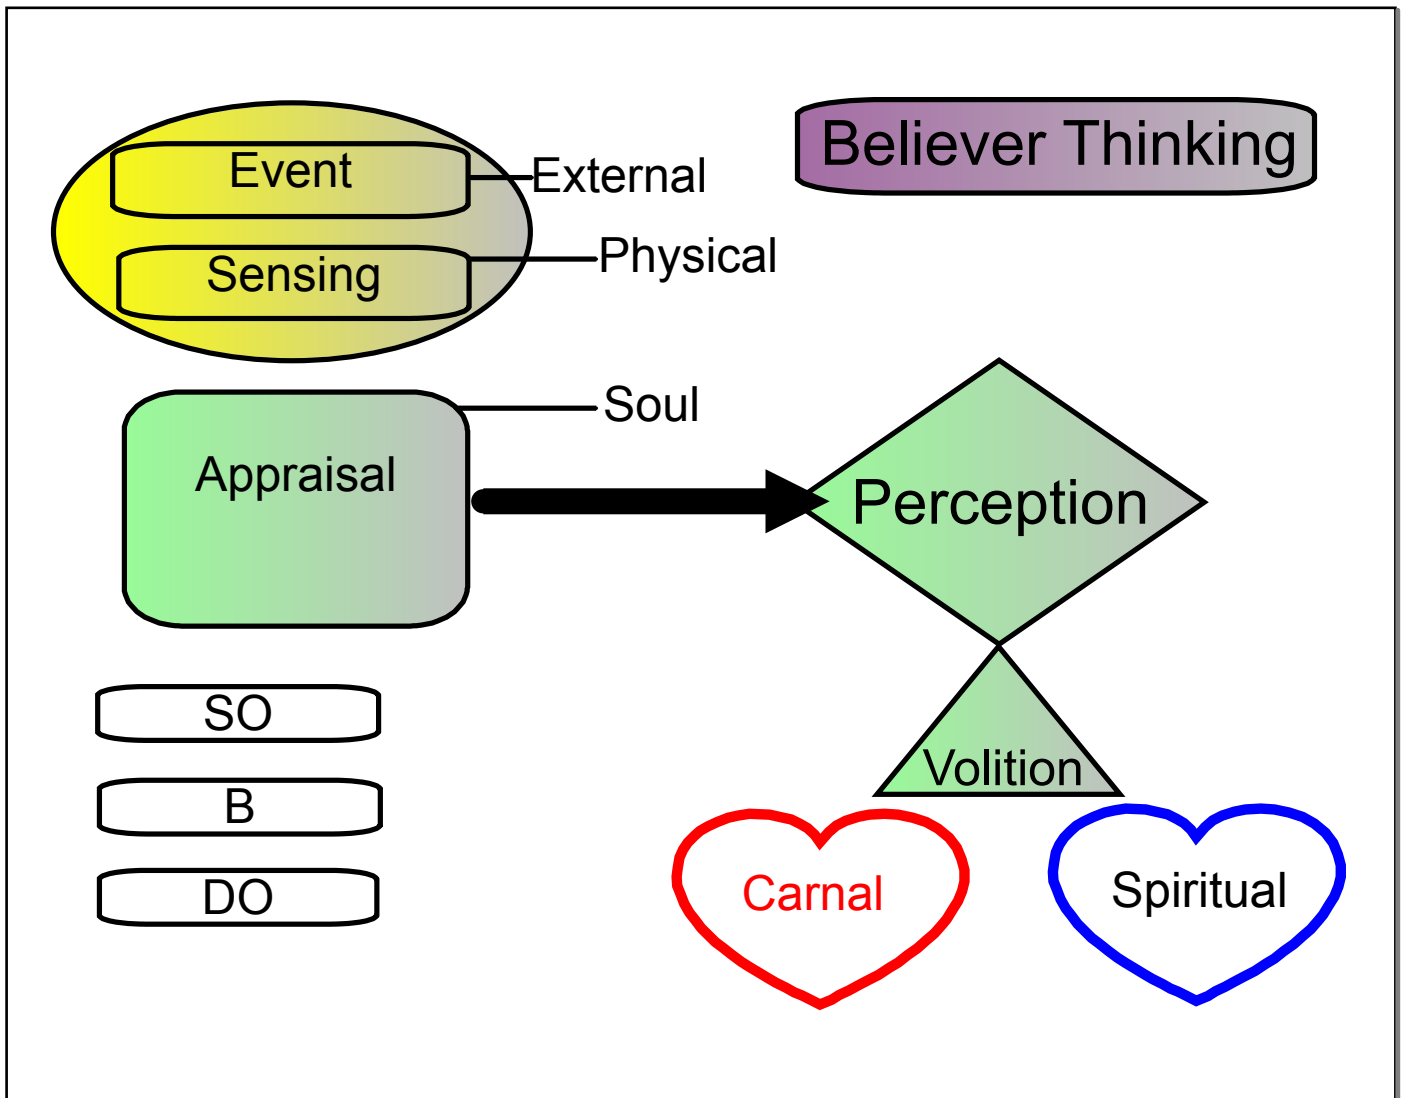 Believer Thinking
Event
External
Sensing
Physical
Soul
Appraisal
Perception
SO
Volition
B
DO
Carnal
Spiritual